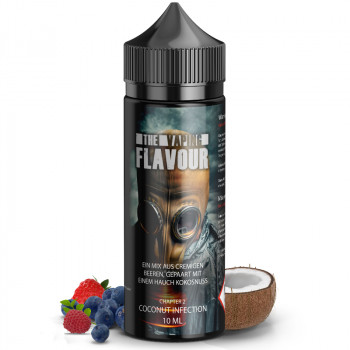 THE VAPING
FLAVOUR
EIN MIX AUS CREMIGEN
BEEREN, GEPAART MIT
EINEM HAUCH KOKOSNUSS.
CHAPTER 2
COCONUT INFECTION
10 ML